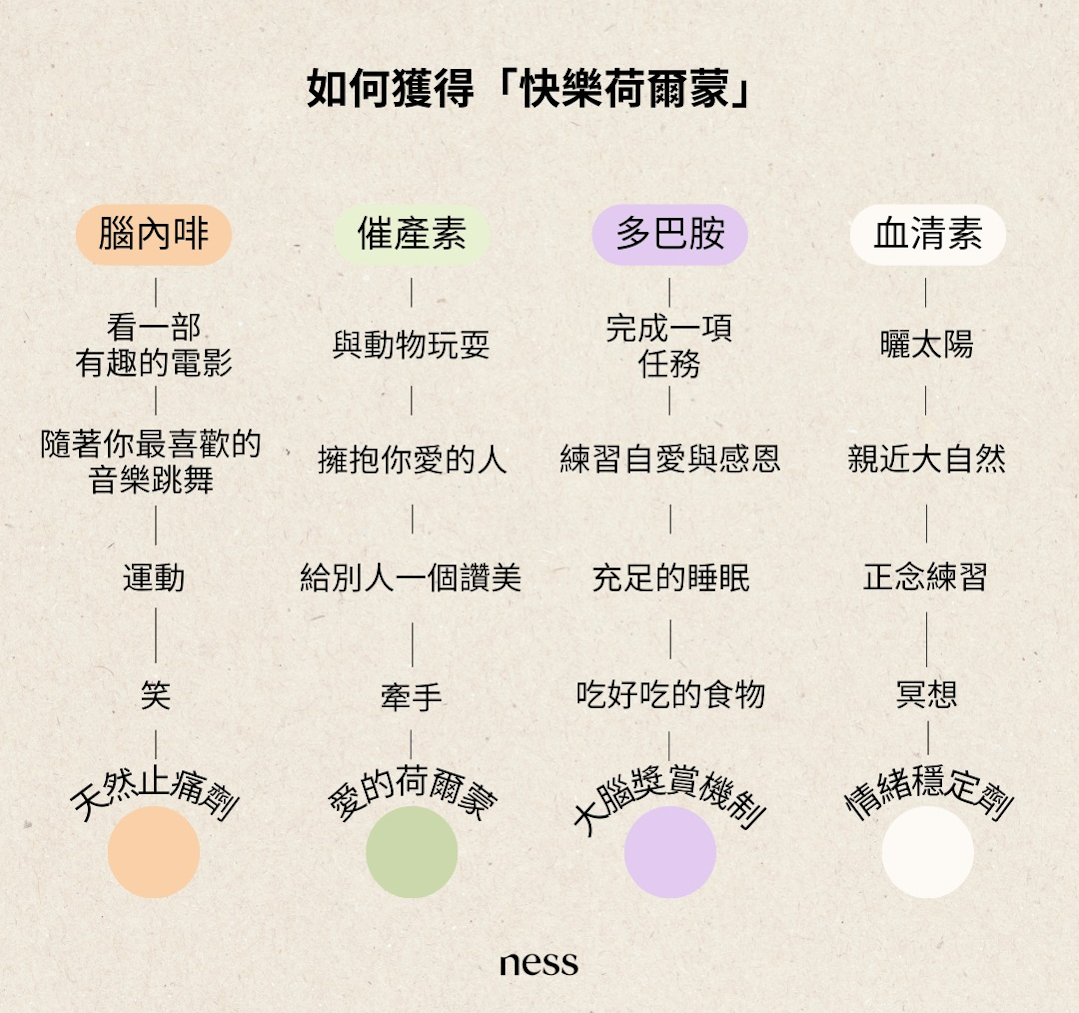 如何獲得「快樂荷爾蒙」
腦內啡
看一部
有趣的電影
隨著你最喜歡的
音樂跳舞
運動
笑
天然止痛劑
催產素
與動物玩耍
擁抱你愛的人
給別人一個讚美
牽手
愛的荷爾蒙
多巴胺
完成一項
任務
練習自愛與感恩
充足的睡眠
吃好吃的食物
大腦獎賞機制
血清素
曬太陽
親近大自然
正念練習
冥想
情緒穩定劑
ness